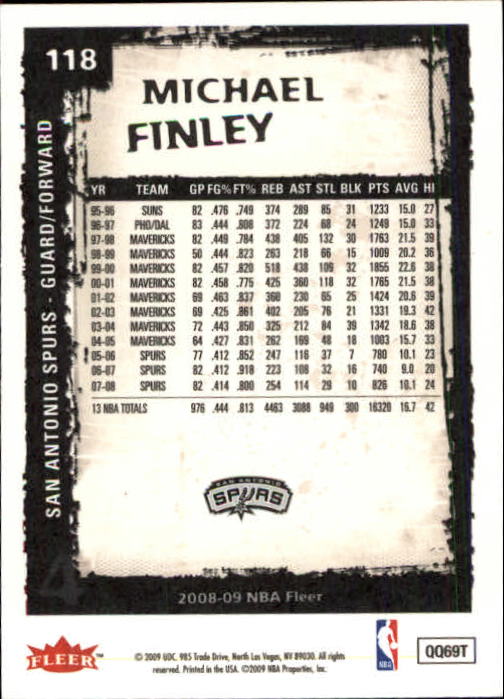 118
MICHAEL
FINLEY
SAN ANTONIO SPURS - GUARD/FORWARD
YR TEAM GP FG% FT% REB AST STL BLK PTS AVG HI
95-96 SUNS 82 .476 .749 374 289 85 31 1233 15.0 27
96-97 PHO/DAL 83 .444 .808 372 224 68 24 1249 15.0 33
97-98 MAVERICKS 82 .449 .784 438 405 132 30 1763 21.5 39
98-99 MAVERICKS 50 .444 .823 263 218 66 15 1009 20.2 36
99-00 MAVERICKS 82 .457 .820 518 438 109 32 1855 22.6 38
00-01 MAVERICKS 82 .458 .775 425 360 118 32 1765 21.5 38
01-02 MAVERICKS 69 .463 .837 360 230 65 25 1424 20.6 39
02-03 MAVERICKS 69 .425 .861 402 205 76 21 1331 19.3 42
03-04 MAVERICKS 72 .443 .850 325 212 84 39 1342 18.6 38
04-05 MAVERICKS 64 .427 .831 262 169 48 18 1003 15.7 33
05-06 SPURS 77 .412 .852 247 116 37 7 780 10.1 23
06-07 SPURS 82 .412 .918 223 108 32 16 740 9.0 20
07-08 SPURS 82 .414 .800 254 114 29 10 826 10.1 24
13 NBA TOTALS 976 .444 .813 4463 3088 949 300 16320 16.7 42
SAN ANTONIO
SPURS
4
2008-09 NBA Fleer
FLEER™
© 2009 UDC. 985 Trade Drive, North Las Vegas, NV 89030. All rights
reserved. Printed in the USA. ©2009 NBA Properties, Inc.
NBA
QQ69T